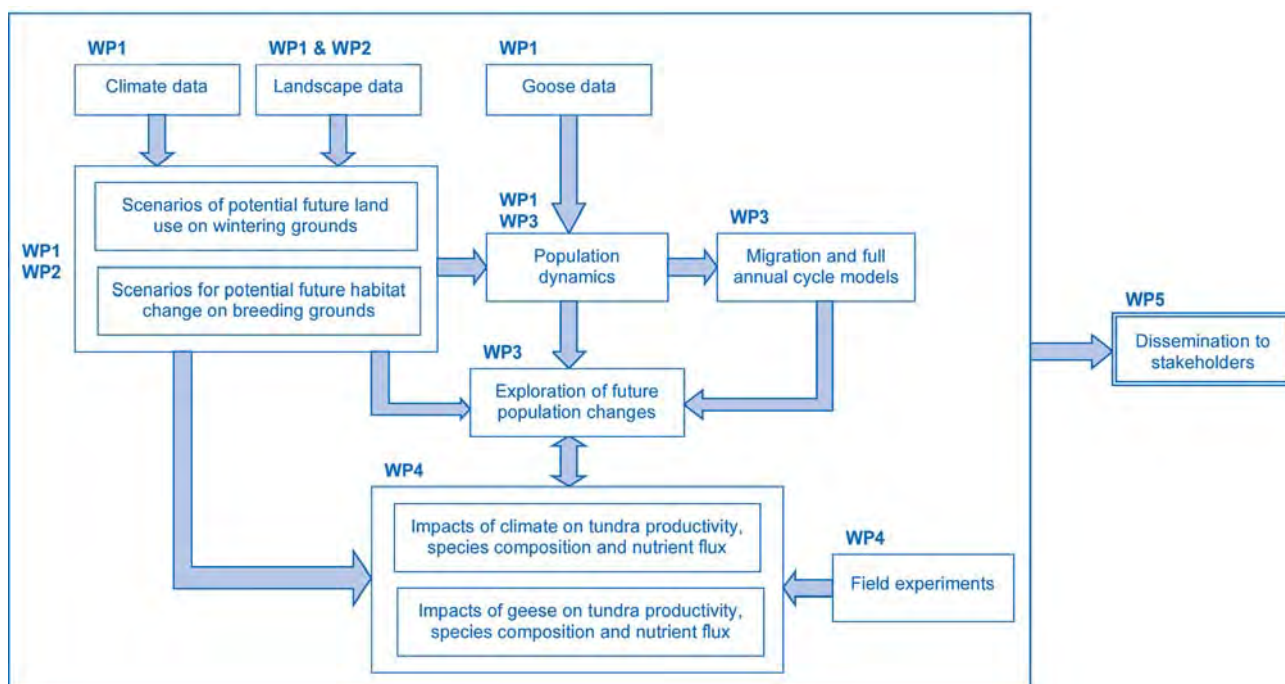 WP1
WP1 & WP2
WP1
Climate data
Landscape data
Goose data
Scenarios of potential future land
use on wintering grounds
WP1
WP2
Scenarios for potential future habitat
change on breeding grounds
WP1
WP3
Population
dynamics
WP3
Migration and full
annual cycle models
WP5
Dissemination to
stakeholders
WP3
Exploration of future
population changes
WP4
Impacts of climate on tundra productivity,
species composition and nutrient flux
Impacts of geese on tundra productivity,
species composition and nutrient flux
WP4
Field experiments